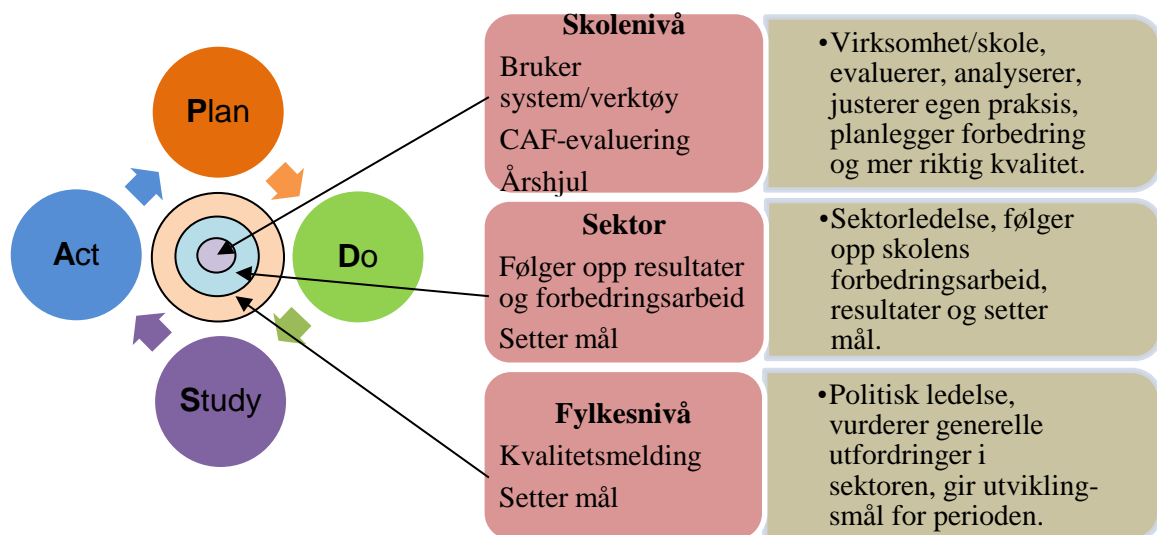 Plan
Act
Do
Study
Skolenivå
Bruker
system/verktøy
CAF-evaluering
Årshjul
•Virksomhet/skole,
evaluerer, analyserer,
justerer egen praksis,
planlegger forbedring
og mer riktig kvalitet.
Sektor
Følger opp resultater
og forbedringsarbeid
Setter mål
•Sektorledelse, følger
opp skolens
forbedringsarbeid,
resultater og setter
mål.
Fylkesnivå
Kvalitetsmelding
Setter mål
•Politisk ledelse,
vurderer generelle
utfordringer i
sektoren, gir utvikling-
smål for perioden.